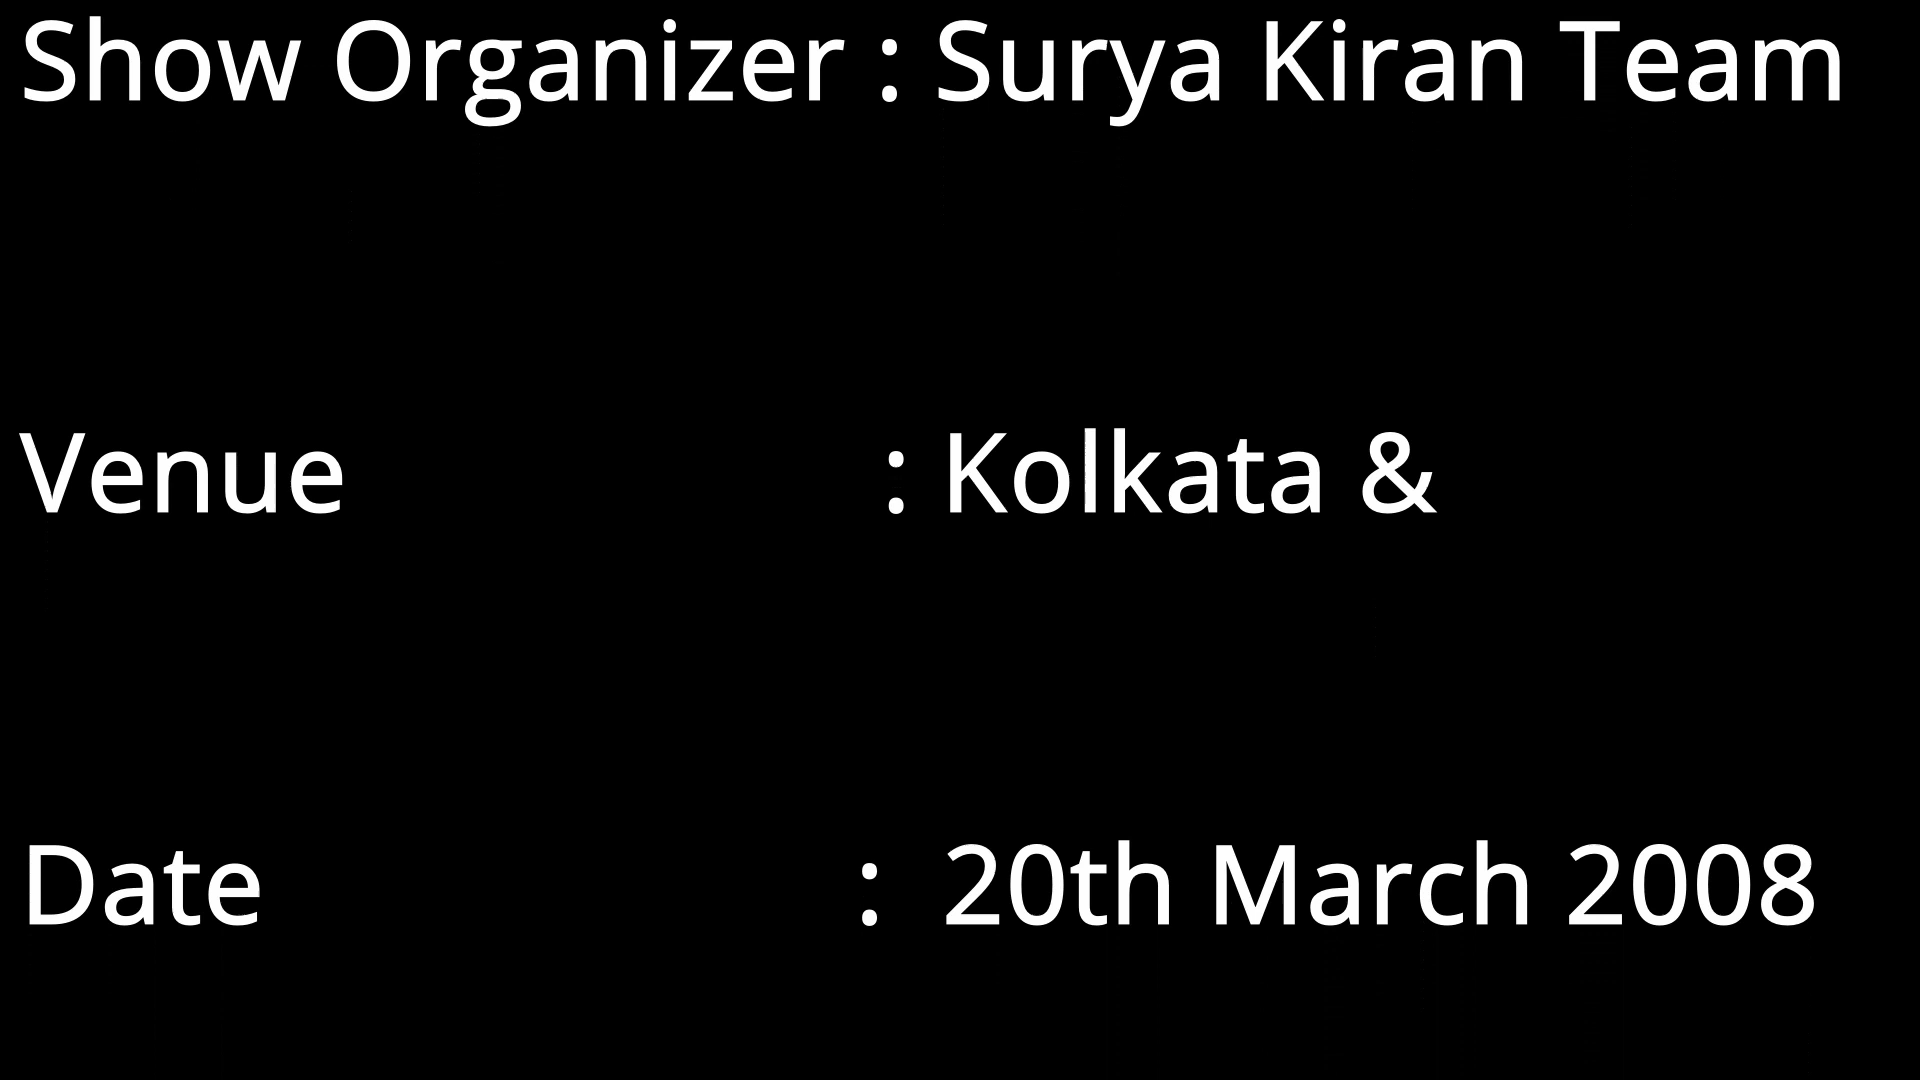 Show Organizer : Surya Kiran Team
Venue : Kolkata &
Date : 20th March 2008